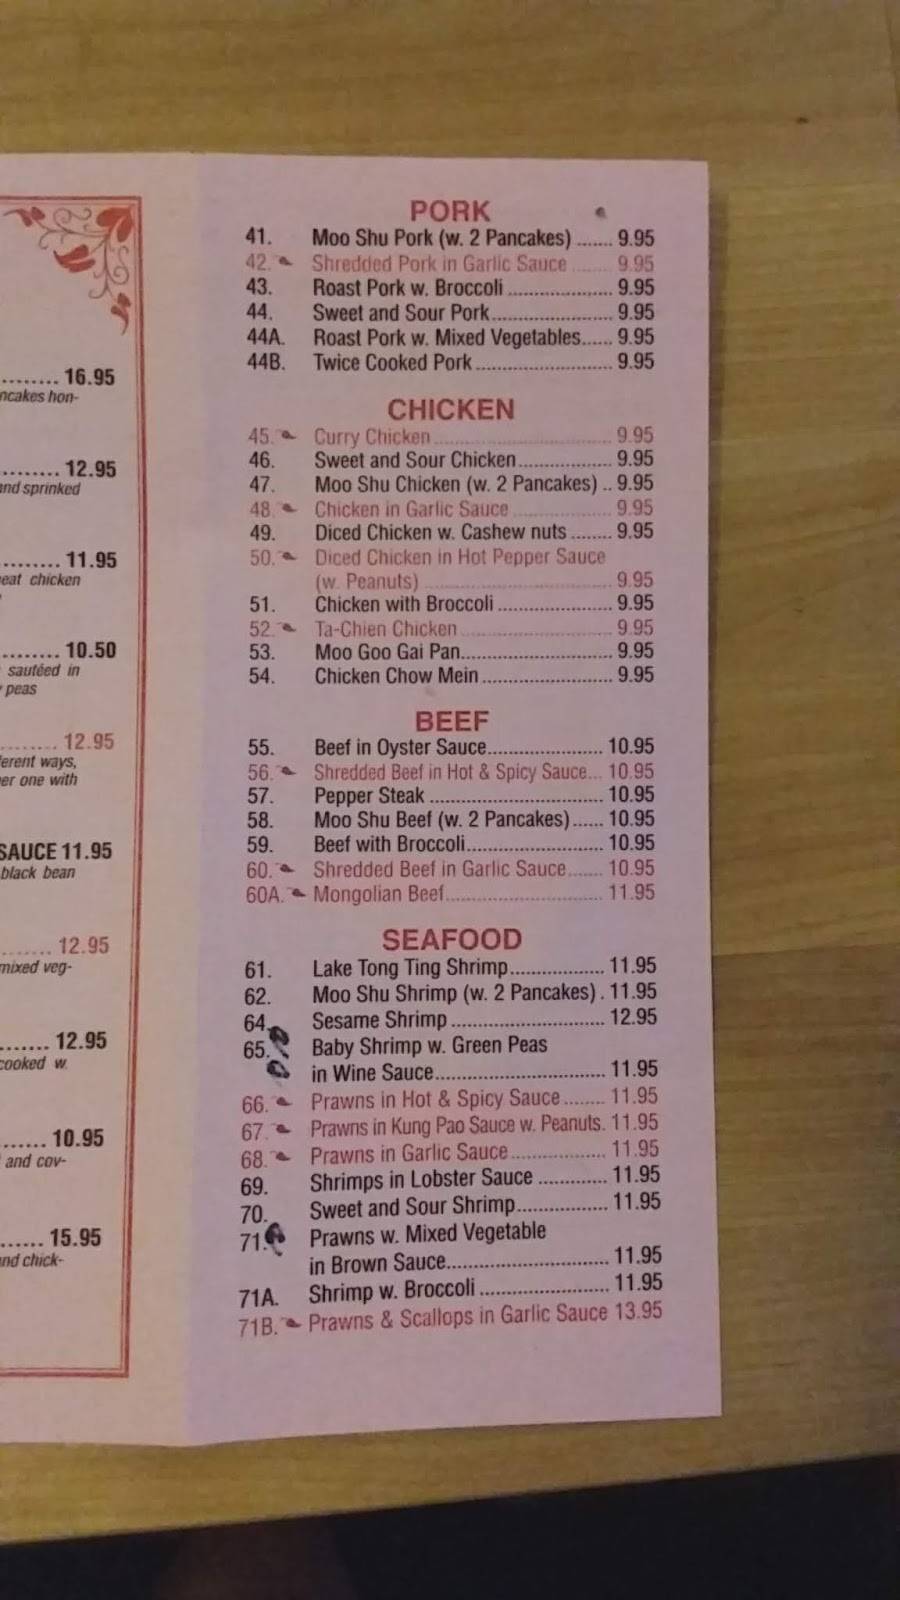 ........ 16.95
ncakes hon-
........ 12.95
and sprinked
........ 11.95
eat chicken
........ 10.50
sautéed in
peas
........ 12.95
ferent ways,
er one with
SAUCE 11.95
black bean
....... 12.95
mixed veg-
....... 12.95
cooked w.
...... 10.95
and cov-
...... 15.95
and chick-
PORK
41. Moo Shu Pork (w. 2 Pancakes) ....... 9.95
42. Shredded Pork in Garlic Sauce ....... 9.95
43. Roast Pork w. Broccoli ..................... 9.95
44. Sweet and Sour Pork........................ 9.95
44A. Roast Pork w. Mixed Vegetables...... 9.95
44B. Twice Cooked Pork ........................... 9.95
CHICKEN
45. Curry Chicken ................................... 9.95
46. Sweet and Sour Chicken................... 9.95
47. Moo Shu Chicken (w. 2 Pancakes) .. 9.95
48. Chicken in Garlic Sauce .................... 9.95
49. Diced Chicken w. Cashew nuts ........ 9.95
50. Diced Chicken in Hot Pepper Sauce
(w. Peanuts) ..................................... 9.95
51. Chicken with Broccoli ....................... 9.95
52. Ta-Chien Chicken .............................. 9.95
53. Moo Goo Gai Pan.............................. 9.95
54. Chicken Chow Mein .......................... 9.95
BEEF
55. Beef in Oyster Sauce....................... 10.95
56. Shredded Beef in Hot & Spicy Sauce... 10.95
57. Pepper Steak ................................... 10.95
58. Moo Shu Beef (w. 2 Pancakes)...... 10.95
59. Beef with Broccoli........................... 10.95
60. Shredded Beef in Garlic Sauce....... 10.95
60A. Mongolian Beef............................... 11.95
SEAFOOD
61. Lake Tong Ting Shrimp................... 11.95
62. Moo Shu Shrimp (w. 2 Pancakes) . 11.95
64. Sesame Shrimp ............................... 12.95
65. Baby Shrimp w. Green Peas
in Wine Sauce.................................. 11.95
66. Prawns in Hot & Spicy Sauce ........ 11.95
67. Prawns in Kung Pao Sauce w. Peanuts. 11.95
68. Prawns in Garlic Sauce................... 11.95
69. Shrimps in Lobster Sauce .............. 11.95
70. Sweet and Sour Shrimp.................. 11.95
71. Prawns w. Mixed Vegetable
in Brown Sauce................................ 11.95
71A. Shrimp w. Broccoli .......................... 11.95
71B. Prawns & Scallops in Garlic Sauce 13.95